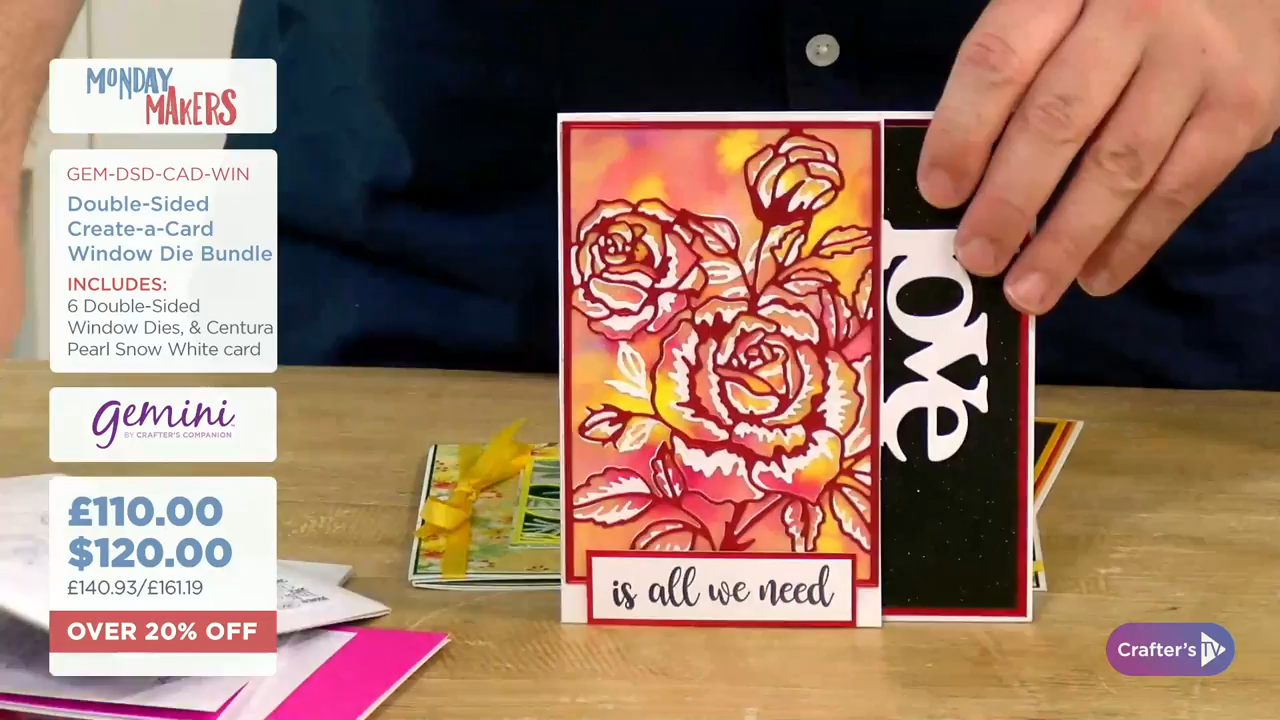 MONDAY
MAKERS
GEM-DSD-CAD-WIN
Double-Sided
Create-a-Card
Window Die Bundle
INCLUDES:
6 Double-Sided
Window Dies, & Centura
Pearl Snow White card
gemini
BY CRAFTER'S COMPANION
£110.00
$120.00
£140.93/£161.19
OVER 20% OFF
love
is all we need
Crafter's TV